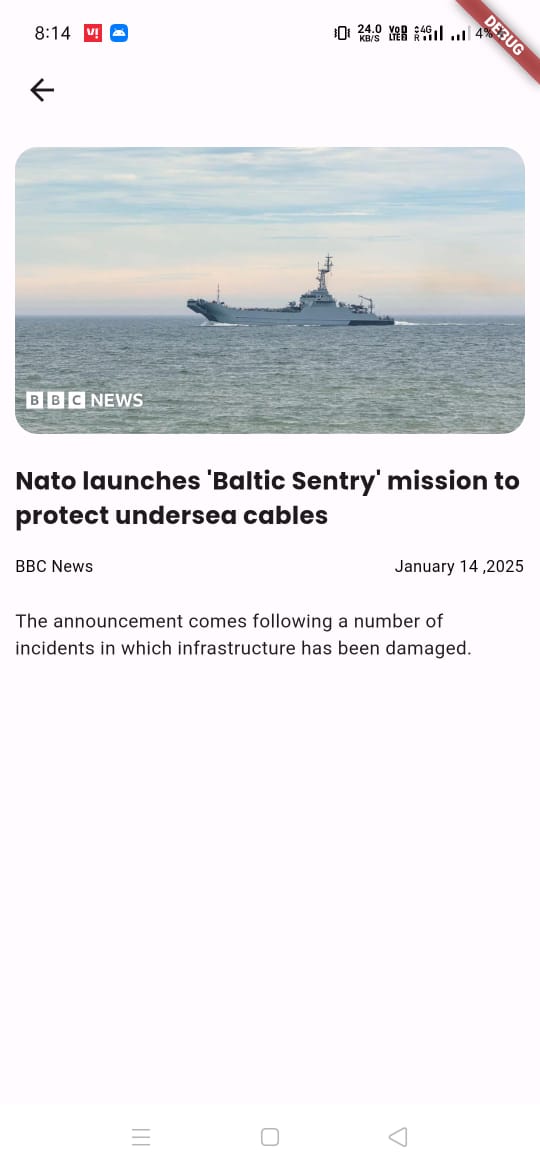 8:14
V!
24.0
KB/S
Vo
LTE
4G
R
4%
DEBUG
BBC NEWS
Nato launches 'Baltic Sentry' mission to
protect undersea cables
BBC News
January 14 ,2025
The announcement comes following a number of
incidents in which infrastructure has been damaged.